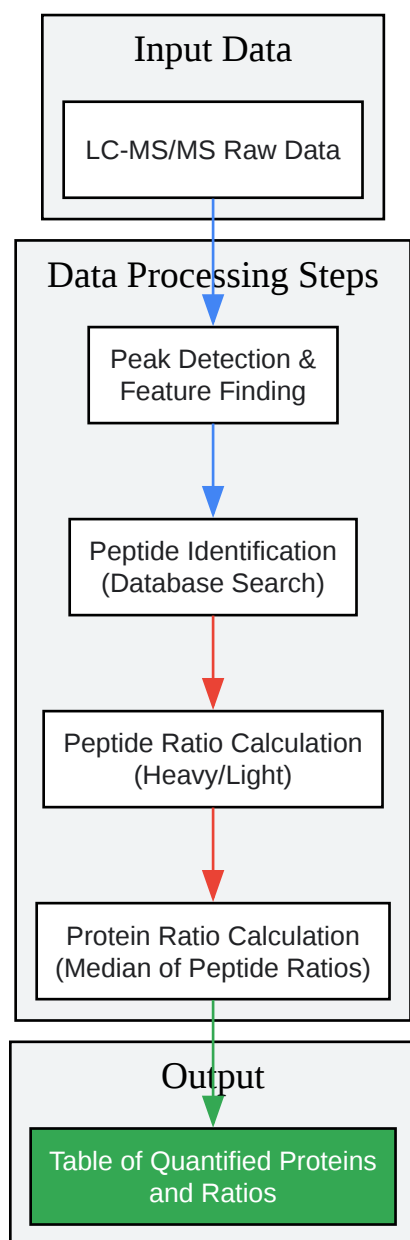 Input Data
LC-MS/MS Raw Data
Data Processing Steps
Peak Detection &
Feature Finding
Peptide Identification
(Database Search)
Peptide Ratio Calculation
(Heavy/Light)
Protein Ratio Calculation
(Median of Peptide Ratios)
Output
Table of Quantified Proteins
and Ratios